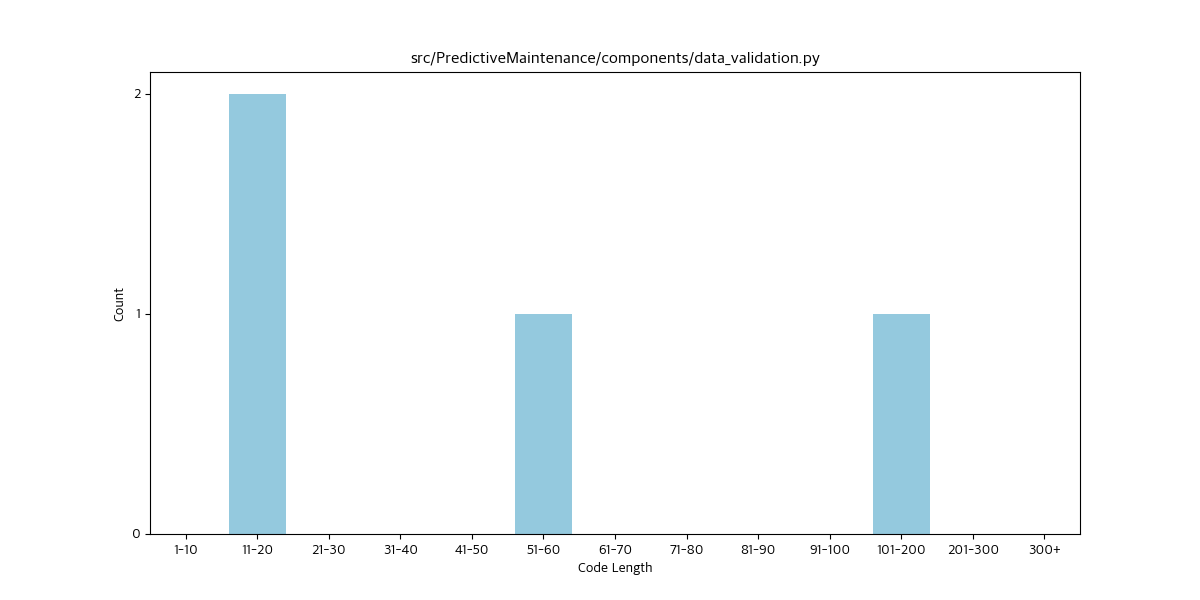 src/PredictiveMaintenance/components/data_validation.py
2
1
0
Count
1-10 11-20 21-30 31-40 41-50 51-60 61-70 71-80 81-90 91-100 101-200 201-300 300+
Code Length